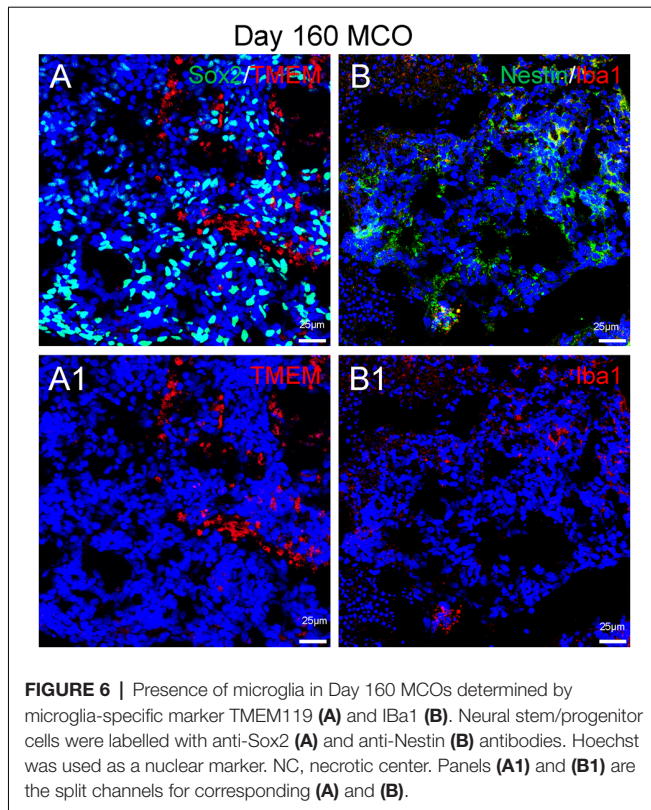 Day 160 MCO
A
Sox2/TMEM
25µm
B
Nestin/Iba1
25µm
A1
TMEM
25µm
B1
Iba1
25µm
FIGURE 6 | Presence of microglia in Day 160 MCOs determined by
microglia-specific marker TMEM119 (A) and IBa1 (B). Neural stem/progenitor
cells were labelled with anti-Sox2 (A) and anti-Nestin (B) antibodies. Hoechst
was used as a nuclear marker. NC, necrotic center. Panels (A1) and (B1) are
the split channels for corresponding (A) and (B).